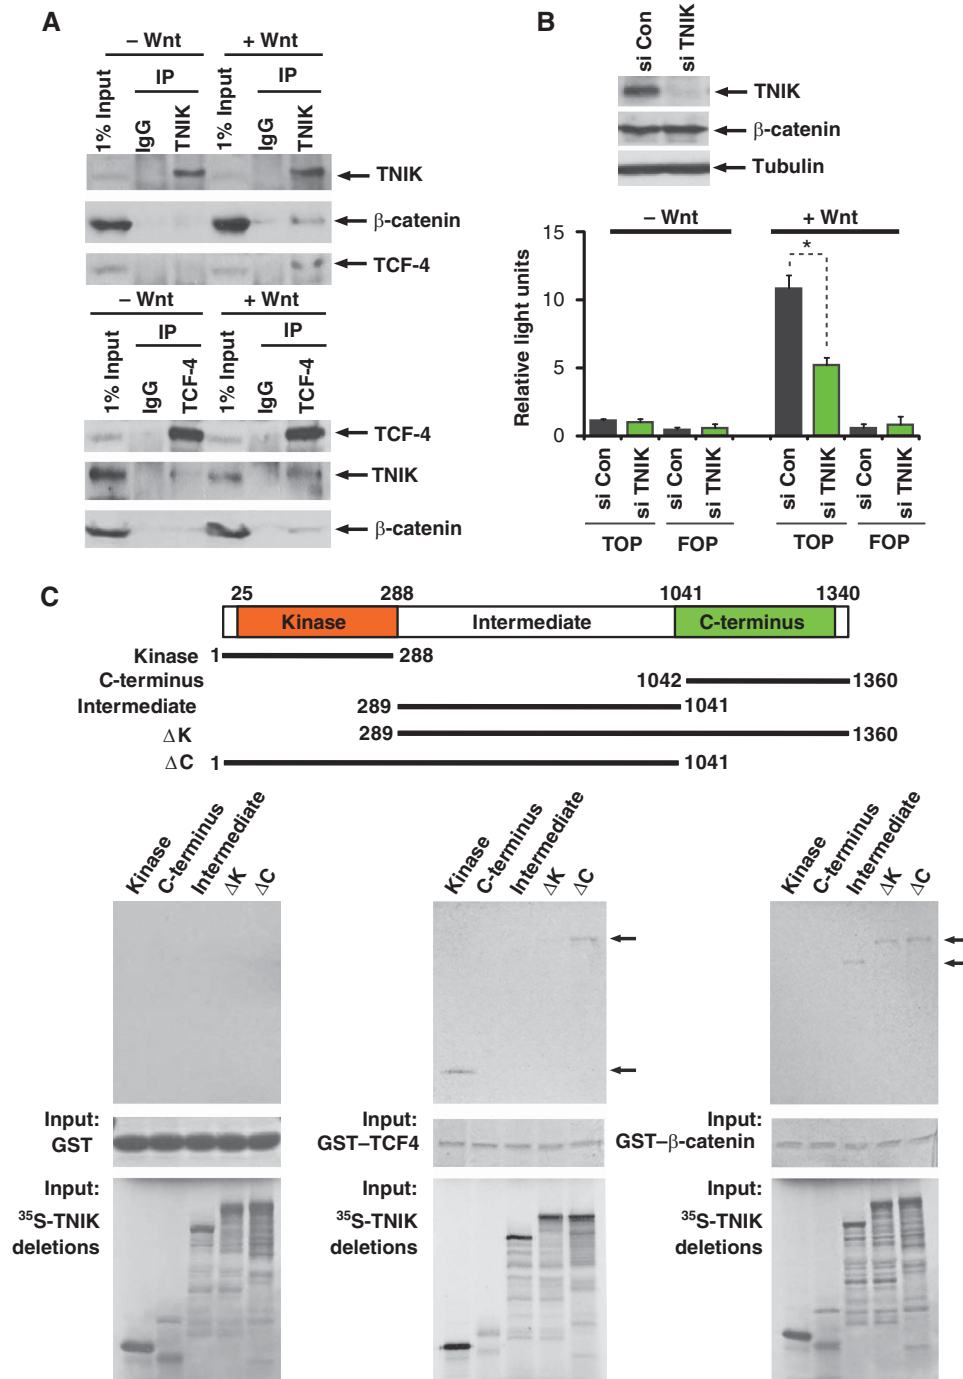 A
– Wnt + Wnt
IP IP
1% Input IgG TNIK 1% Input IgG TNIK
TNIK
β-catenin
TCF-4
– Wnt + Wnt
IP IP
1% Input IgG TCF-4 1% Input IgG TCF-4
TCF-4
TNIK
β-catenin
B
si Con si TNIK
TNIK
β-catenin
Tubulin
– Wnt + Wnt
Relative light units
15
10
5
0
*
si Con si TNIK si Con si TNIK si Con si TNIK si Con si TNIK
TOP FOP TOP FOP
C
25 288 1041 1340
Kinase Intermediate C-terminus
Kinase 1 288
C-terminus 1042 1360
Intermediate 289 1041
ΔK 289 1360
ΔC 1 1041
Kinase C-terminus Intermediate ΔK ΔC
Kinase C-terminus Intermediate ΔK ΔC
Kinase C-terminus Intermediate ΔK ΔC
Input: GST
Input: GST–TCF4
Input: GST–β-catenin
Input: ³⁵S-TNIK deletions
Input: ³⁵S-TNIK deletions
Input: ³⁵S-TNIK deletions